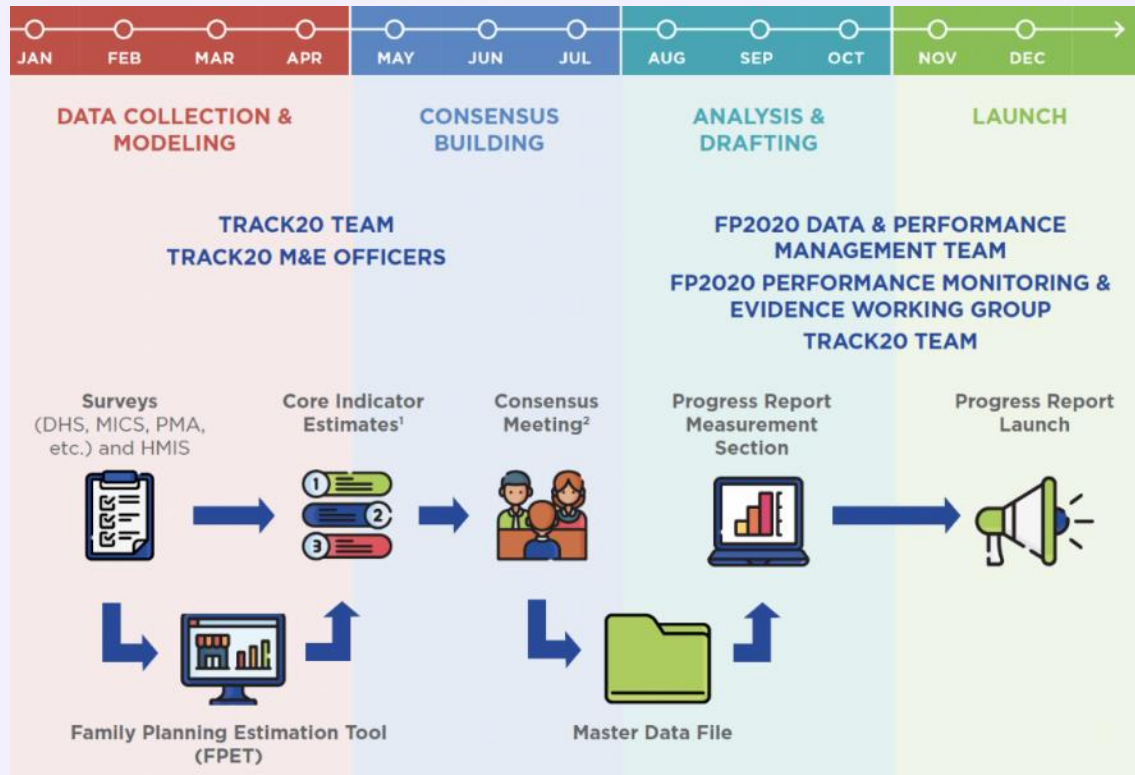 JAN FEB MAR APR MAY JUN JUL AUG SEP OCT NOV DEC
DATA COLLECTION &
MODELING
CONSENSUS
BUILDING
ANALYSIS &
DRAFTING
LAUNCH
TRACK20 TEAM
TRACK20 M&E OFFICERS
FP2020 DATA & PERFORMANCE
MANAGEMENT TEAM
FP2020 PERFORMANCE MONITORING &
EVIDENCE WORKING GROUP
TRACK20 TEAM
Surveys
(DHS, MICS, PMA,
etc.) and HMIS
Core Indicator
Estimates¹
Consensus
Meeting²
Progress Report
Measurement
Section
Progress Report
Launch
1
2
3
Family Planning Estimation Tool
(FPET)
Master Data File